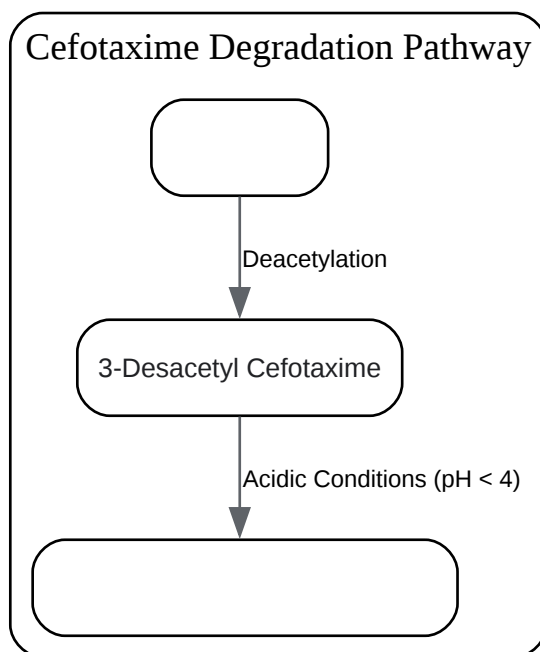 Cefotaxime Degradation Pathway
Deacetylation
3-Desacetyl Cefotaxime
Acidic Conditions (pH < 4)